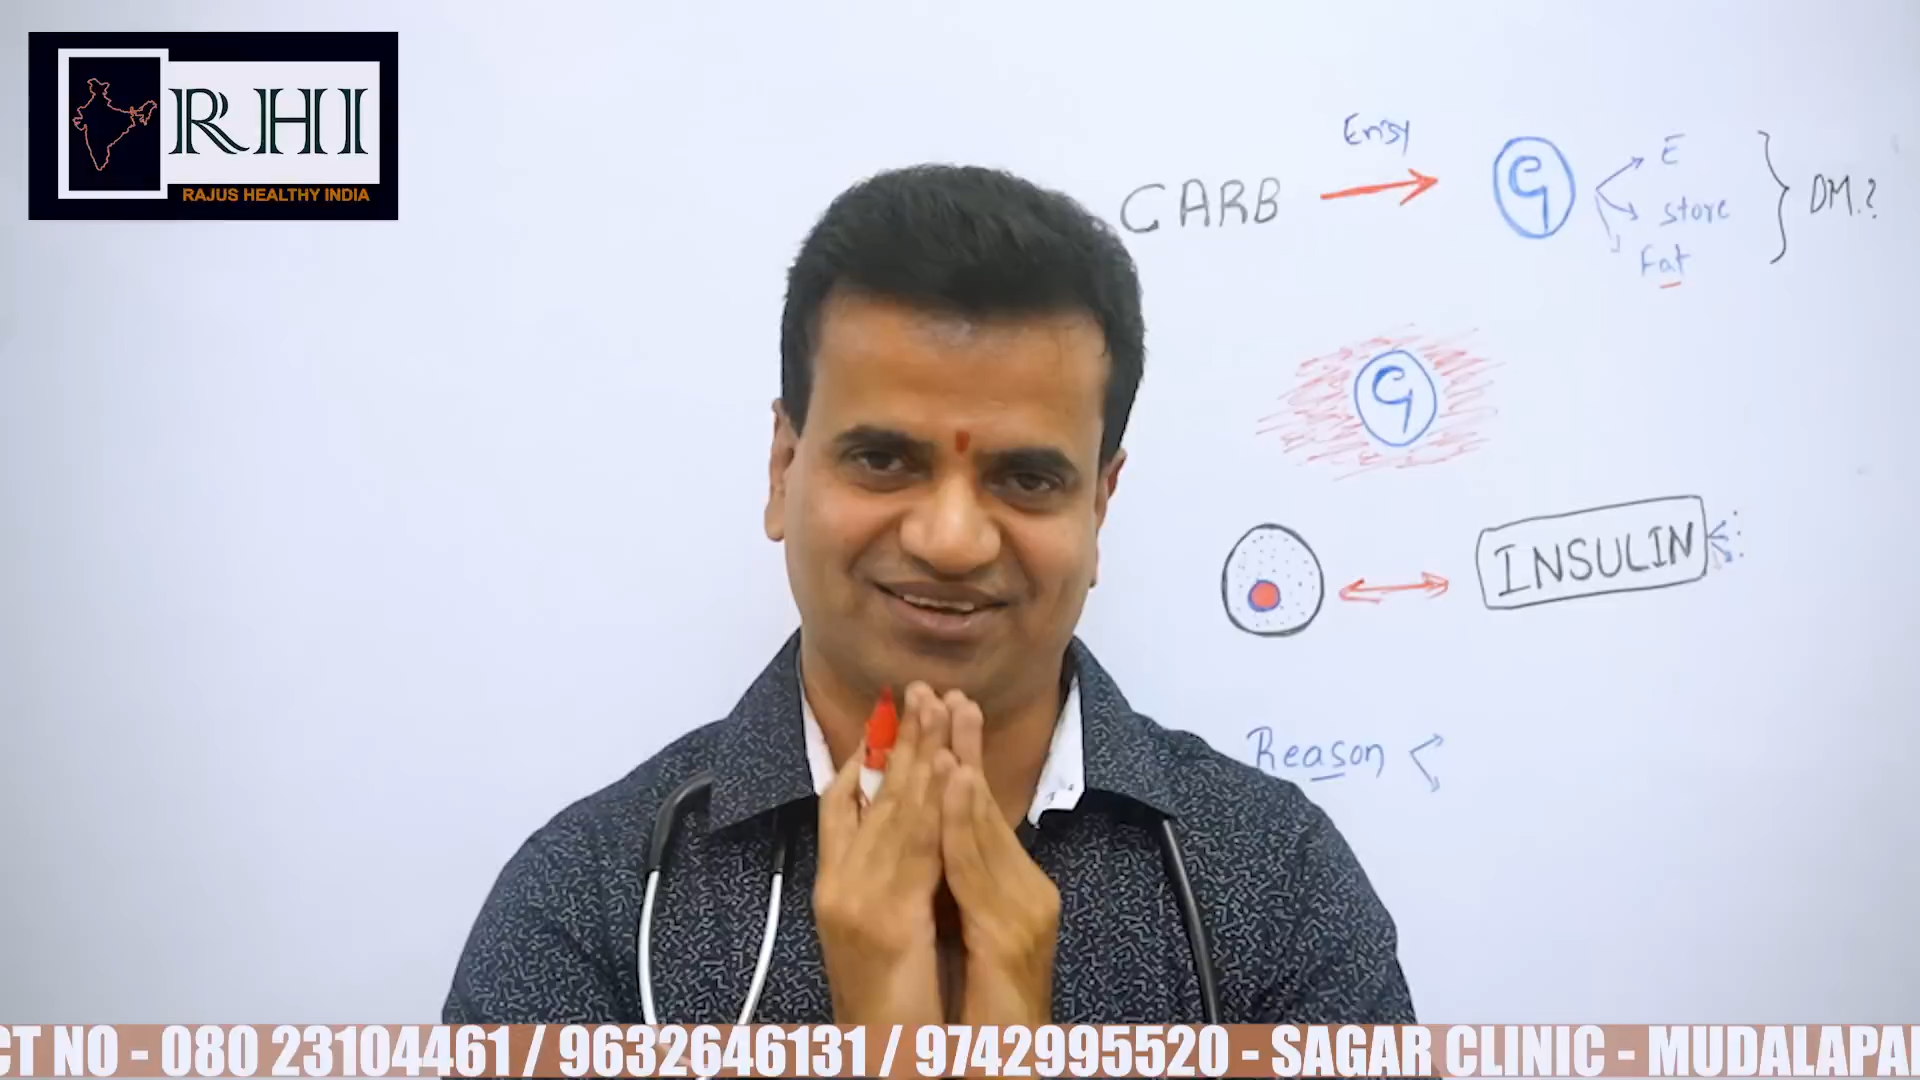 RHI
RAJUS HEALTHY INDIA
CARB
G
E
store
Fat
DM.?
G
INSULIN
Reason
CT NO - 080 23104461 / 9632646131 / 9742995520 - SAGAR CLINIC - MUDALAPA